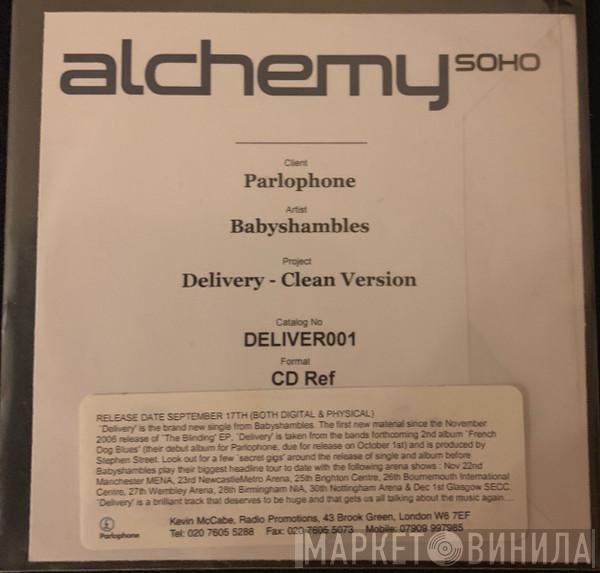 alchemy SOHO
Client
Parlophone
Artist
Babyshambles
Project
Delivery - Clean Version
Catalog No
DELIVER001
Format
CD Ref
RELEASE DATE SEPTEMBER 17TH (BOTH DIGITAL & PHYSICAL)
`Delivery' is the brand new single from Babyshambles. The first new material since the November
2006 release of `The Blinding' EP, `Delivery' is taken from the bands forthcoming 2nd album `French
Dog Blues" (their debut album for Parlophone, due for release on October 1st) and is produced by
Stephen Street. Look out for a few `secret gigs' around the release of single and album before
Babyshambles play their biggest headline tour to date with the following arena shows : Nov 22nd
Manchester MENA, 23rd NewcastleMetro Arena, 25th Brighton Centre, 26th Bournemouth International
Centre, 27th Wembley Arena, 28th Birmingham NIA, 30th Nottingham Arena & Dec 1st Glasgow SECC.
`Delivery' is a brilliant track that deserves to be huge and that gets us all talking about the music again....
Parlophone
Kevin McCabe, Radio Promotions, 43 Brook Green, London W6 7EF
Tel: 020 7605 5288 Fax: 020 7605 5073 Mobile: 07909 997985
МАРКЕТ ВИНИЛА